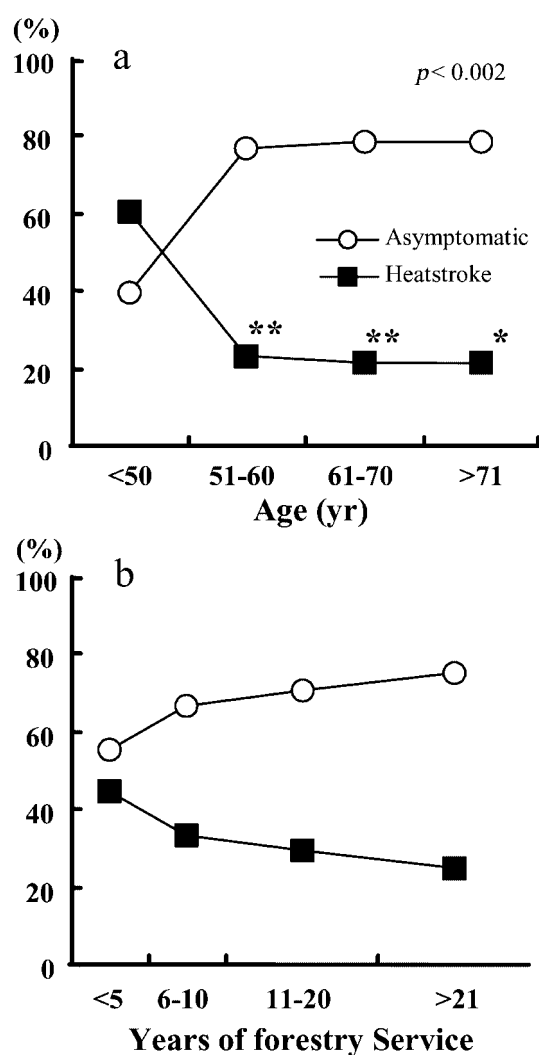 (%)
100
a
p< 0.002
80
60
Asymptomatic
Heatstroke
40
**
**
*
20
0
<50 51-60 61-70 >71
Age (yr)
(%)
100
b
80
60
40
20
0
<5 6-10 11-20 >21
Years of forestry Service